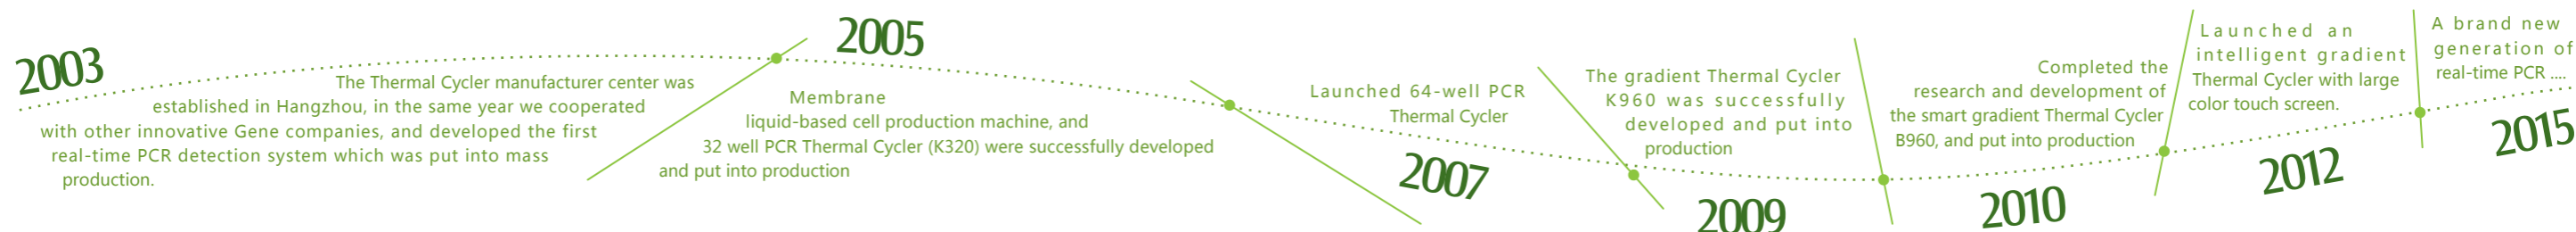 2003
The Thermal Cycler manufacturer center was
established in Hangzhou, in the same year we cooperated
with other innovative Gene companies, and developed the first
real-time PCR detection system which was put into mass
production.
2005
Membrane
liquid-based cell production machine, and
32 well PCR Thermal Cycler (K320) were successfully developed
and put into production
Launched 64-well PCR
Thermal Cycler
2007
The gradient Thermal Cycler
K960 was successfully
developed and put into
production
2009
Completed the
research and development of
the smart gradient Thermal Cycler
B960, and put into production
2010
Launched an
intelligent gradient
Thermal Cycler with large
color touch screen.
2012
A brand new
generation of
real-time PCR ....
2015